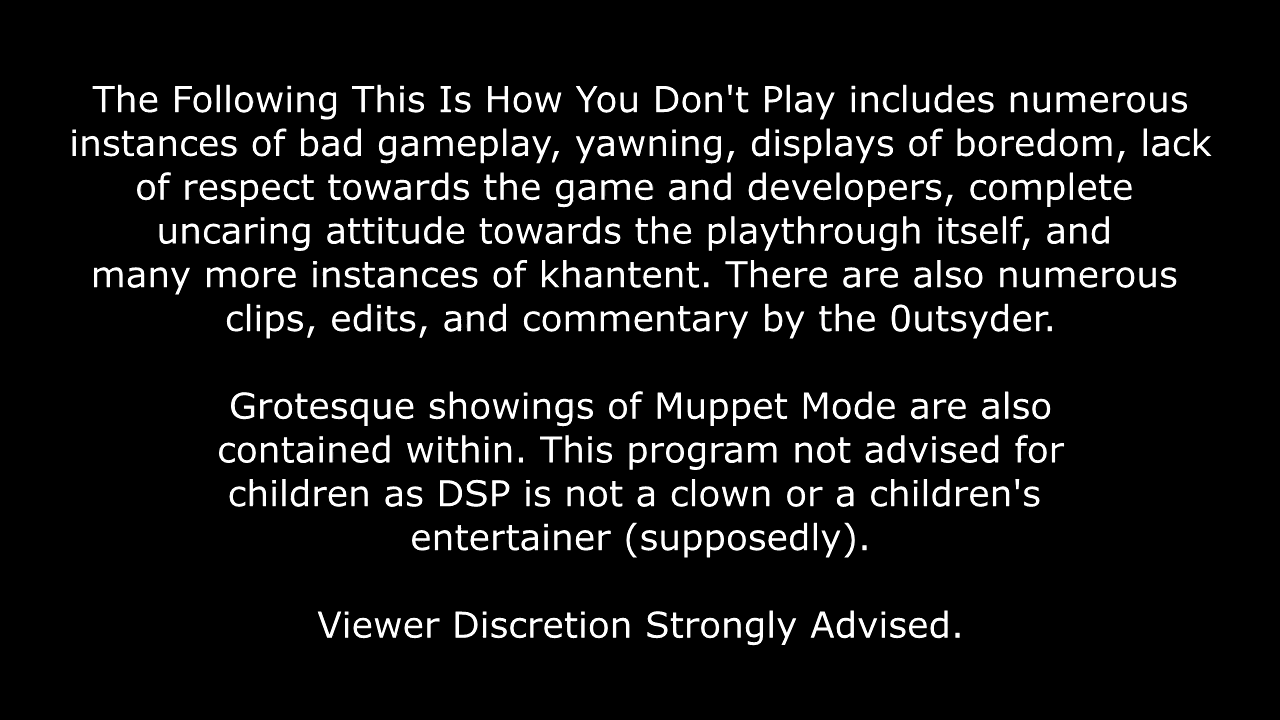 The Following This Is How You Don't Play includes numerous
instances of bad gameplay, yawning, displays of boredom, lack
of respect towards the game and developers, complete
uncaring attitude towards the playthrough itself, and
many more instances of khantent. There are also numerous
clips, edits, and commentary by the 0utsyder.
Grotesque showings of Muppet Mode are also
contained within. This program not advised for
children as DSP is not a clown or a children's
entertainer (supposedly).
Viewer Discretion Strongly Advised.